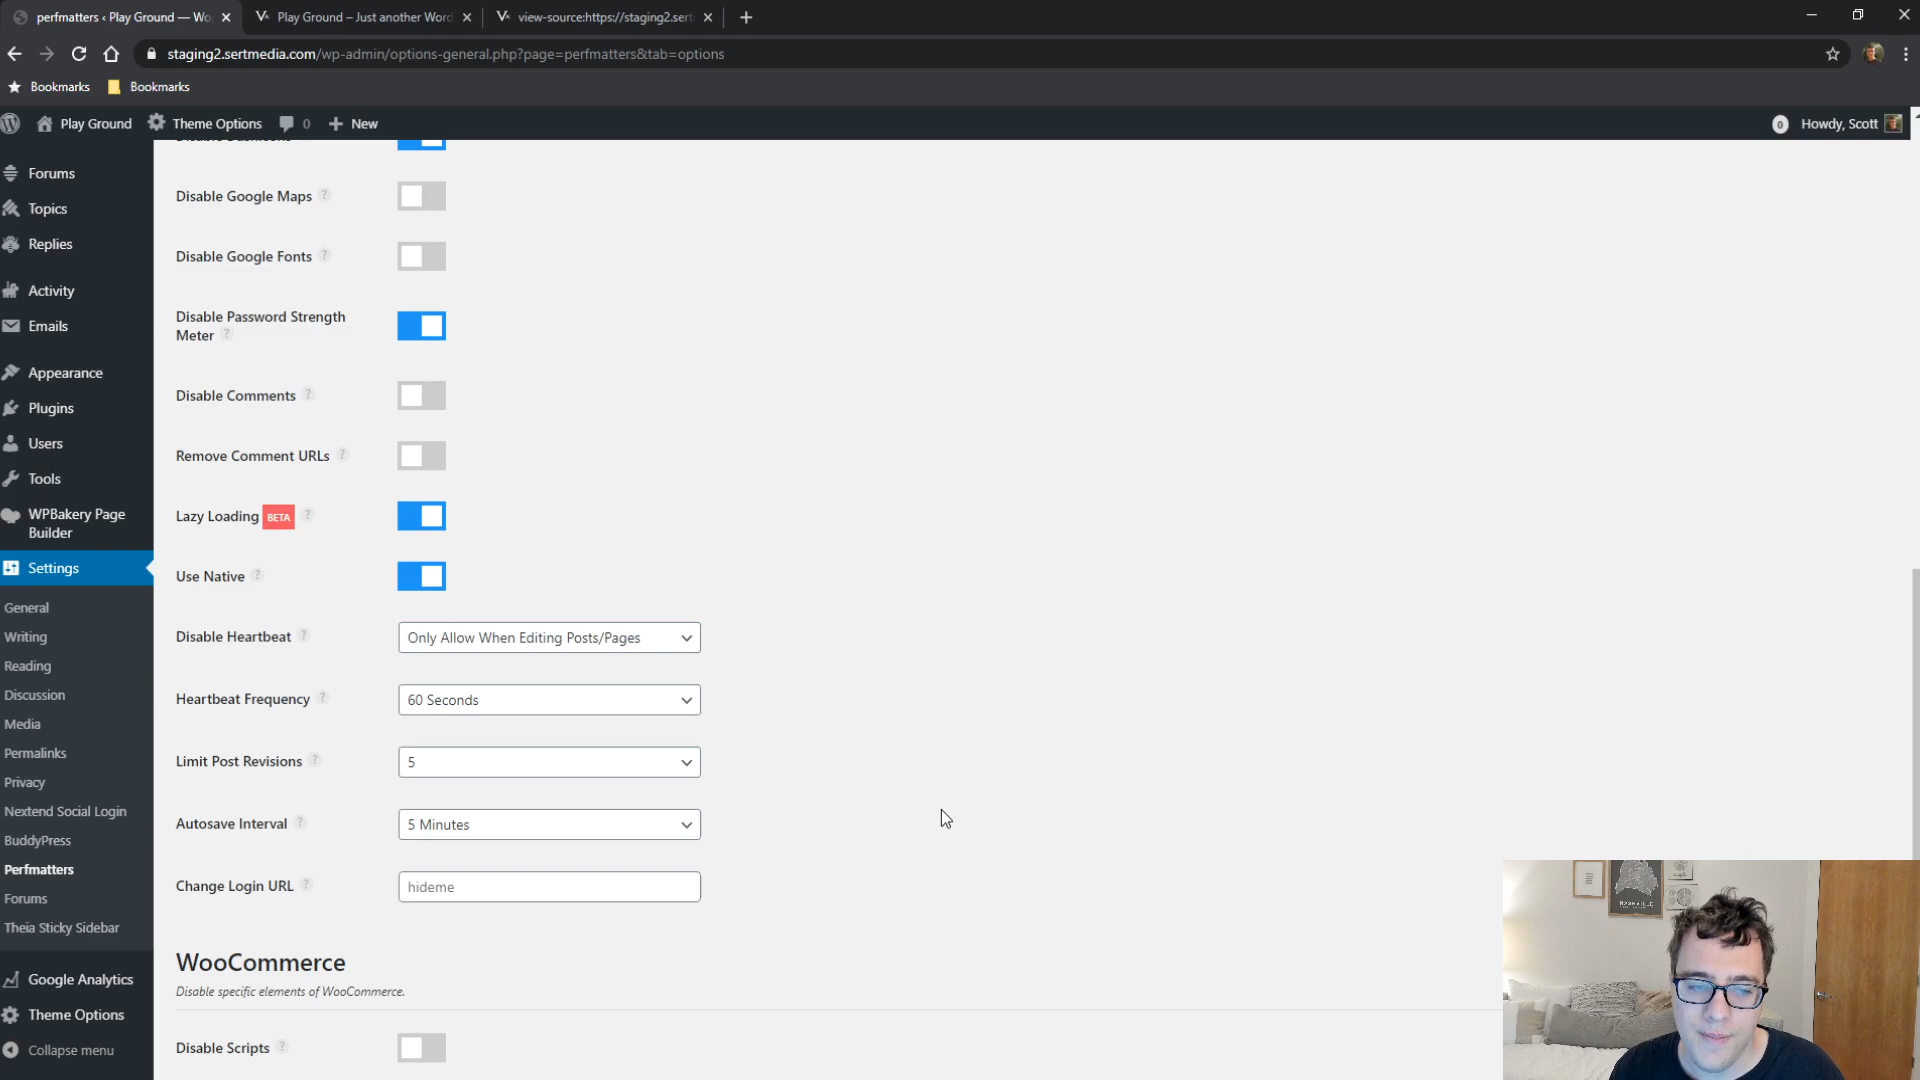 perfmatters ‹ Play Ground — Wo
Play Ground – Just another Word
view-source:https://staging2.sert
staging2.sertmedia.com/wp-admin/options-general.php?page=perfmatters&tab=options
Bookmarks
Bookmarks
Play Ground
Theme Options
0
New
0
Howdy, Scott
Forums
Topics
Replies
Activity
Emails
Appearance
Plugins
Users
Tools
WPBakery Page
Builder
Settings
General
Writing
Reading
Discussion
Media
Permalinks
Privacy
Nextend Social Login
BuddyPress
Perfmatters
Forums
Theia Sticky Sidebar
Google Analytics
Theme Options
Collapse menu
Disable Google Maps ?
Disable Google Fonts ?
Disable Password Strength
Meter ?
Disable Comments ?
Remove Comment URLs ?
Lazy Loading BETA ?
Use Native ?
Disable Heartbeat ?
Only Allow When Editing Posts/Pages
Heartbeat Frequency ?
60 Seconds
Limit Post Revisions ?
5
Autosave Interval ?
5 Minutes
Change Login URL ?
hideme
WooCommerce
Disable specific elements of WooCommerce.
Disable Scripts ?
NASHVILLE